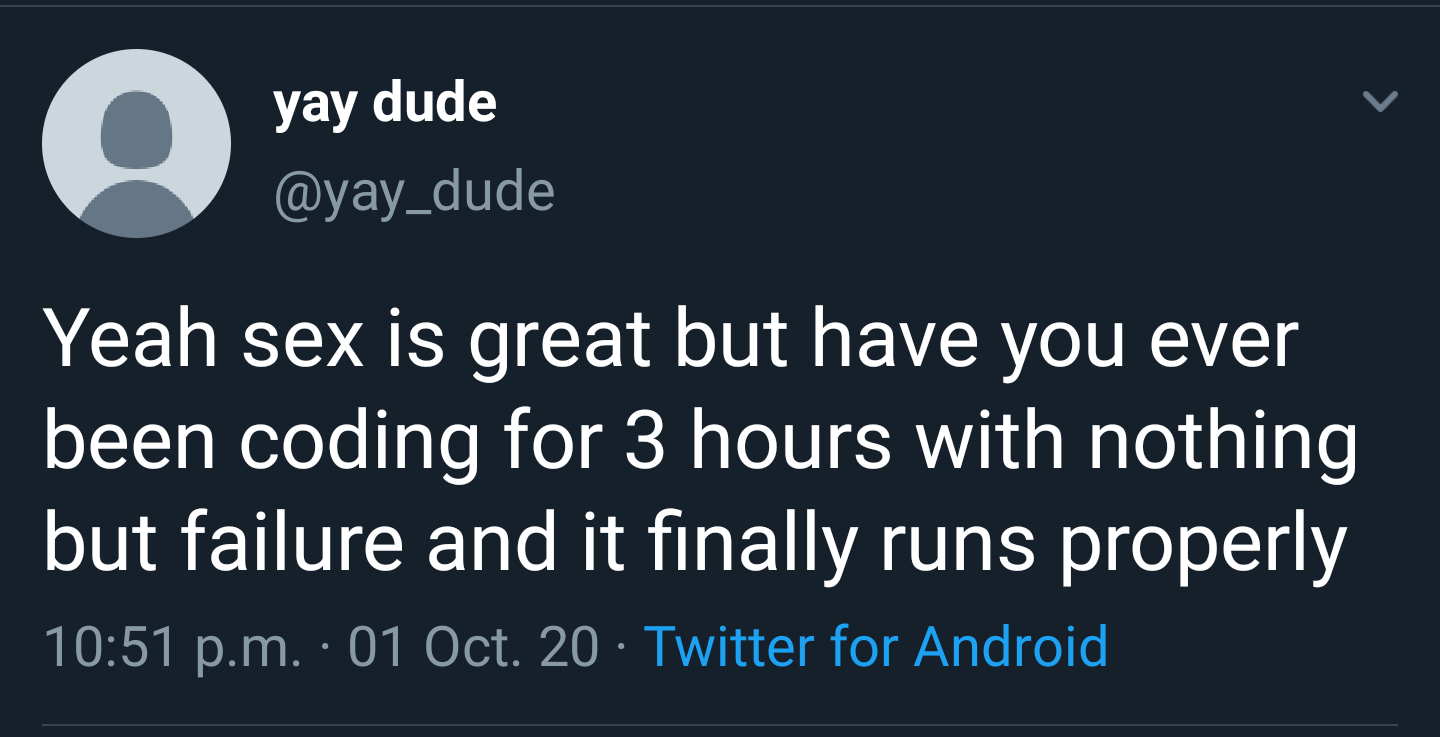 yay dude
@yay_dude
Yeah sex is great but have you ever
been coding for 3 hours with nothing
but failure and it finally runs properly
10:51 p.m. · 01 Oct. 20 · Twitter for Android